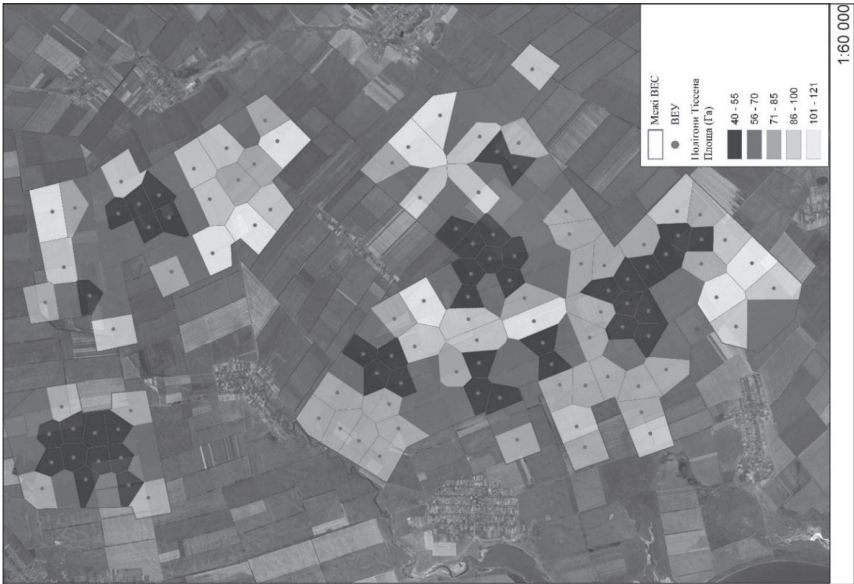 Межі ВЕС
ВЕУ
Полігони Тіссена
Площа (Га)
40 - 55
56 - 70
71 - 85
86 - 100
101 - 121
1:60 000